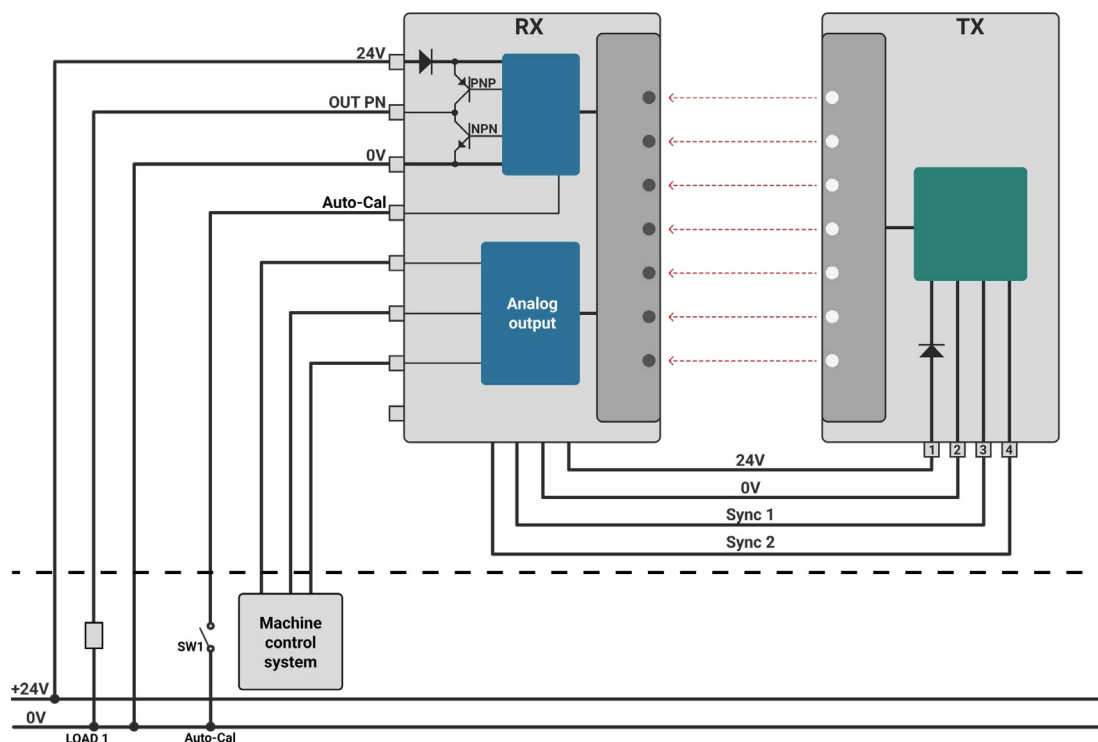 RX
TX
24V
PNP
OUT PN
NPN
0V
Auto-Cal
Analog
output
1
2
3
4
24V
0V
Sync 1
Sync 2
Machine
control
system
SW1
+24V
0V
LOAD 1
Auto-Cal